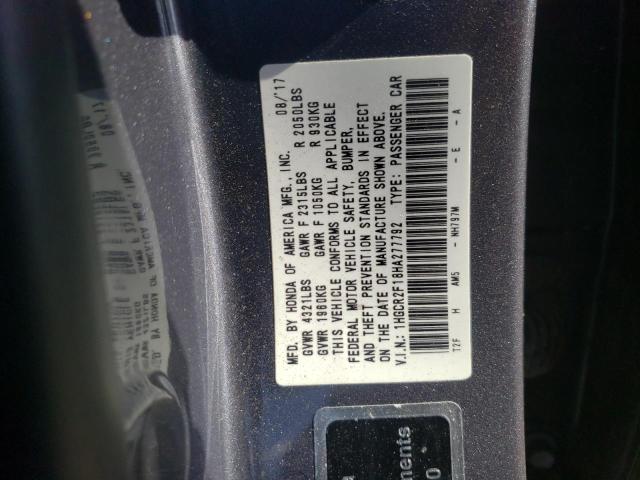 MFD. BY HONDA OF AMERICA MFG., INC. 08/'17
GVWR 4321LBS GAWR F 2315LBS R 2050LBS
GVWR 1960KG GAWR F 1050KG R 930KG
THIS VEHICLE CONFORMS TO ALL APPLICABLE
FEDERAL MOTOR VEHICLE SAFETY, BUMPER,
AND THEFT PREVENTION STANDARDS IN EFFECT
ON THE DATE OF MANUFACTURE SHOWN ABOVE.
V.I.N.: 1HGCR2F18HA277792 TYPE: PASSENGER CAR
T2F H AM5 - NH797M - E - A